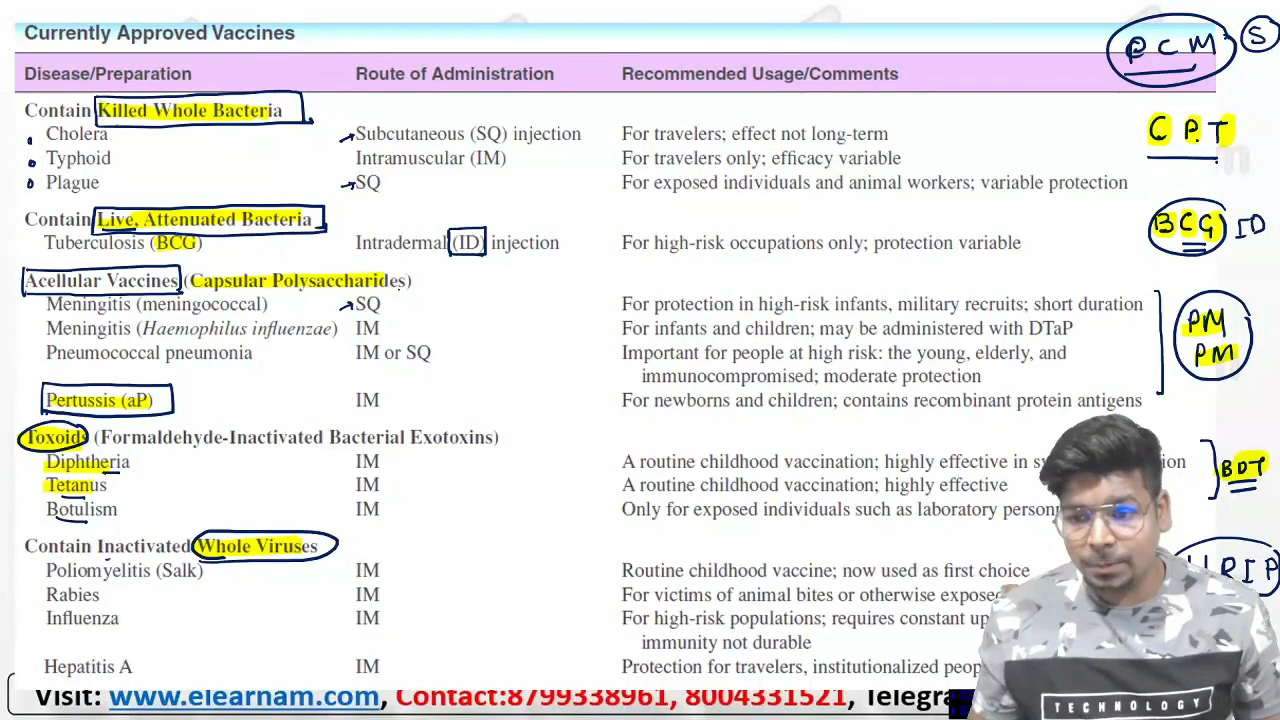 Currently Approved Vaccines
PCM S
Disease/Preparation Route of Administration Recommended Usage/Comments
Contain Killed Whole Bacteria
Cholera Subcutaneous (SQ) injection For travelers; effect not long-term
CPT
Typhoid Intramuscular (IM) For travelers only; efficacy variable
Plague SQ For exposed individuals and animal workers; variable protection
Contain Live, Attenuated Bacteria
BCG ID
Tuberculosis (BCG) Intradermal (ID) injection For high-risk occupations only; protection variable
Acellular Vaccines (Capsular Polysaccharides)
Meningitis (meningococcal) SQ For protection in high-risk infants, military recruits; short duration
PM
Meningitis (Haemophilus influenzae) IM For infants and children; may be administered with DTaP
PM
Pneumococcal pneumonia IM or SQ Important for people at high risk: the young, elderly, and
immunocompromised; moderate protection
Pertussis (aP) IM For newborns and children; contains recombinant protein antigens
Toxoids (Formaldehyde-Inactivated Bacterial Exotoxins)
Diphtheria IM A routine childhood vaccination; highly effective in
BDT
Tetanus IM A routine childhood vaccination; highly effective
Botulism IM Only for exposed individuals such as laboratory
Contain Inactivated Whole Viruses
Poliomyelitis (Salk) IM Routine childhood vaccine; now used as first choice
RIP
Rabies IM For victims of animal bites or otherwise
Influenza IM For high-risk populations; requires constant
immunity not durable
Hepatitis A IM Protection for travelers, institutionalized
Visit: www.elearnam.com, Contact:8799338961, 8004331521,
TECHNOLOGY